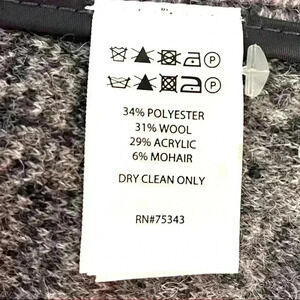 34% POLYESTER
31% WOOL
29% ACRYLIC
6% MOHAIR
DRY CLEAN ONLY
RN#75343